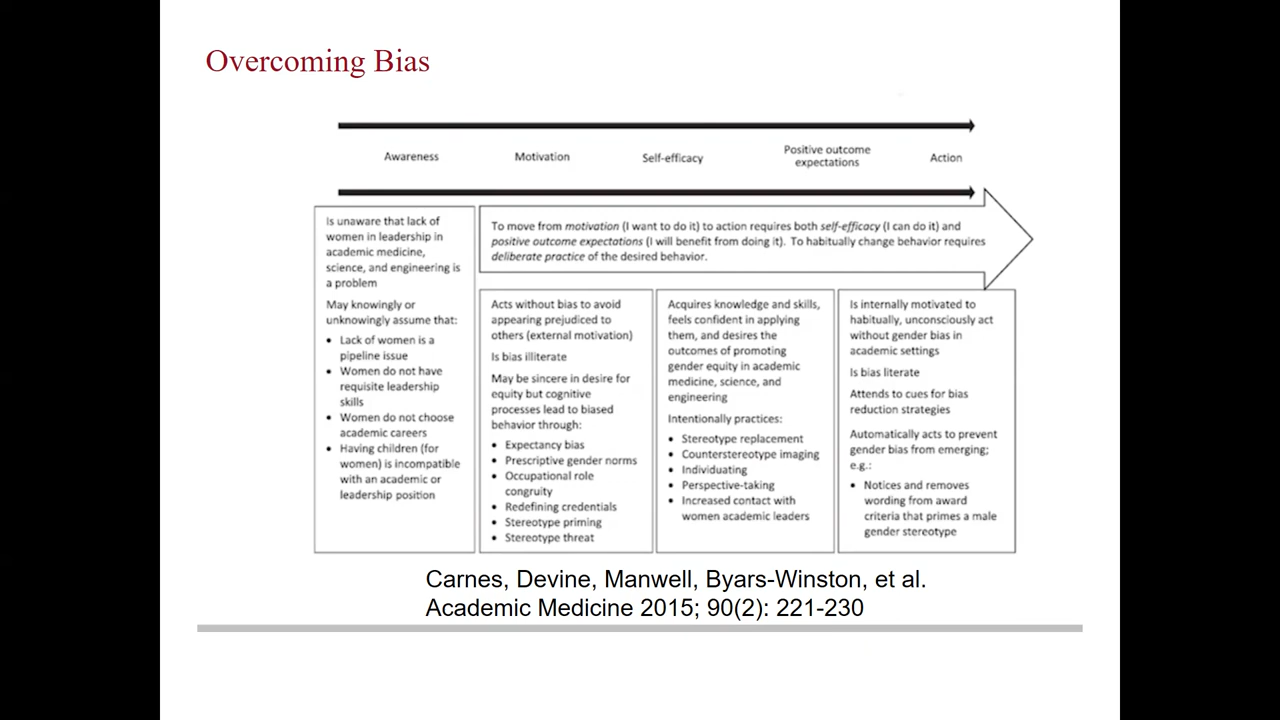 Overcoming Bias
Awareness
Motivation
Self-efficacy
Positive outcome
expectations
Action
Is unaware that lack of
women in leadership in
academic medicine,
science, and engineering is
a problem
May knowingly or
unknowingly assume that:
• Lack of women is a
pipeline issue
• Women do not have
requisite leadership
skills
• Women do not choose
academic careers
• Having children (for
women) is incompatible
with an academic or
leadership position
To move from motivation (I want to do it) to action requires both self-efficacy (I can do it) and
positive outcome expectations (I will benefit from doing it). To habitually change behavior requires
deliberate practice of the desired behavior.
Acts without bias to avoid
appearing prejudiced to
others (external motivation)
Is bias illiterate
May be sincere in desire for
equity but cognitive
processes lead to biased
behavior through:
• Expectancy bias
• Prescriptive gender norms
• Occupational role
congruity
• Redefining credentials
• Stereotype priming
• Stereotype threat
Acquires knowledge and skills,
feels confident in applying
them, and desires the
outcomes of promoting
gender equity in academic
medicine, science, and
engineering
Intentionally practices:
• Stereotype replacement
• Counterstereotype imaging
• Individuating
• Perspective-taking
• Increased contact with
women academic leaders
Is internally motivated to
habitually, unconsciously act
without gender bias in
academic settings
Is bias literate
Attends to cues for bias
reduction strategies
Automatically acts to prevent
gender bias from emerging;
e.g.:
• Notices and removes
wording from award
criteria that primes a male
gender stereotype
Carnes, Devine, Manwell, Byars-Winston, et al.
Academic Medicine 2015; 90(2): 221-230